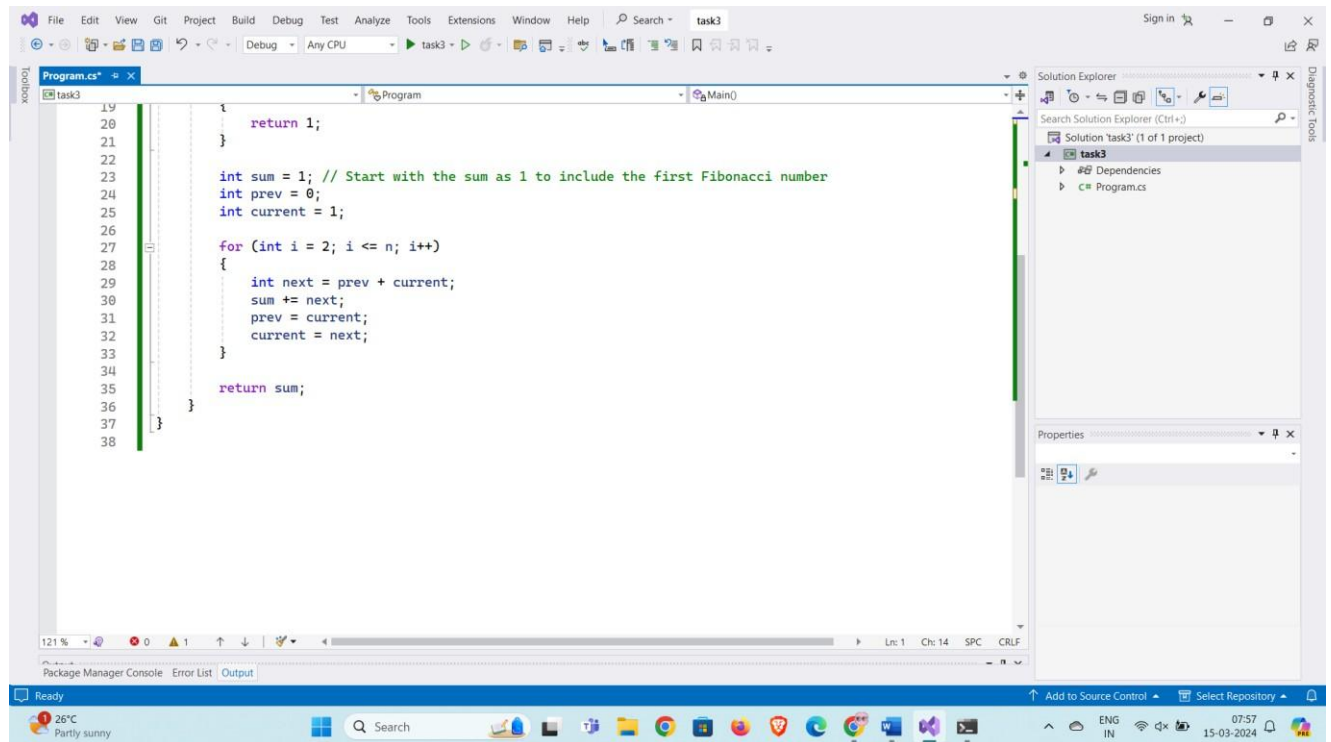 File Edit View Git Project Build Debug Test Analyze Tools Extensions Window Help Search task3 Sign in
Debug Any CPU task3
Toolbox
Program.cs*
task3 Program Main()
19 {
20 return 1;
21 }
22
23 int sum = 1; // Start with the sum as 1 to include the first Fibonacci number
24 int prev = 0;
25 int current = 1;
26
27 for (int i = 2; i <= n; i++)
28 {
29 int next = prev + current;
30 sum += next;
31 prev = current;
32 current = next;
33 }
34
35 return sum;
36 }
37 }
38
121 % 0 1 Ln: 1 Ch: 14 SPC CRLF
Package Manager Console Error List Output
Solution Explorer
Search Solution Explorer (Ctrl+;)
Solution 'task3' (1 of 1 project)
task3
Dependencies
C# Program.cs
Properties
Diagnostic Tools
Ready Add to Source Control Select Repository
1 26°C
Partly sunny
Search
ENG
IN
07:57
15-03-2024
PRE